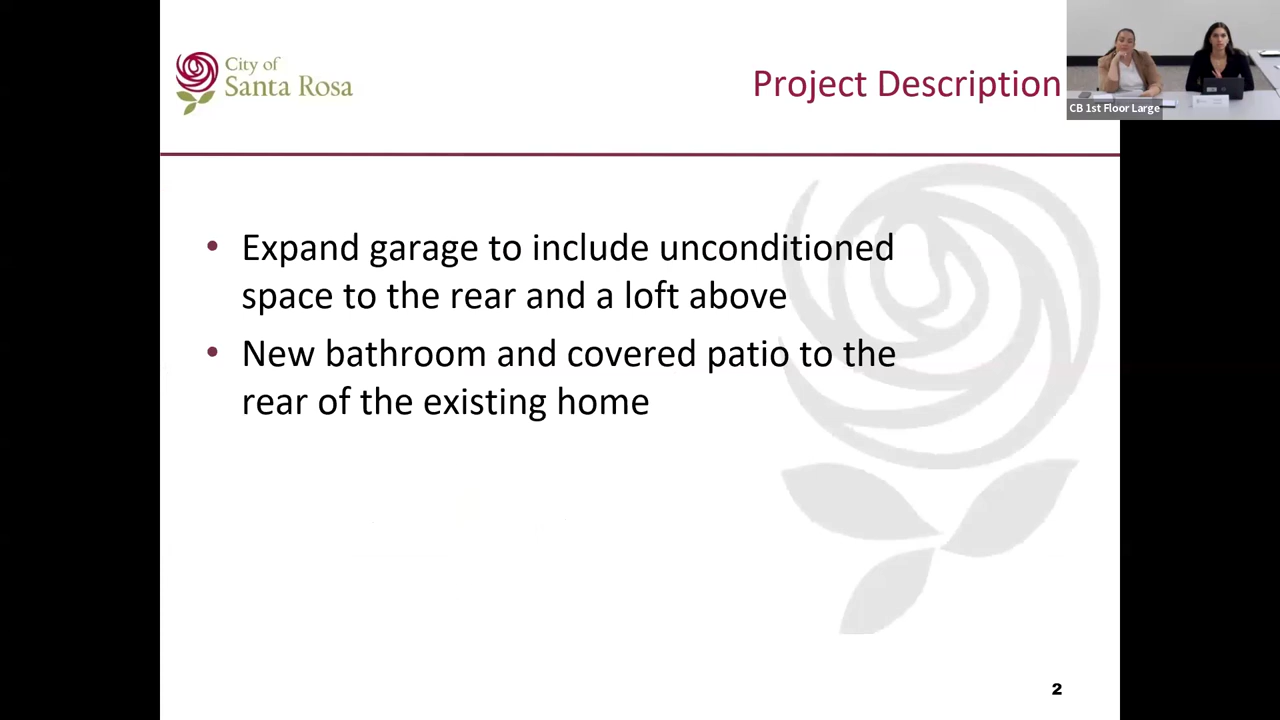 City of
Santa Rosa
Project Description
CB 1st Floor Large
• Expand garage to include unconditioned
space to the rear and a loft above
• New bathroom and covered patio to the
rear of the existing home
2